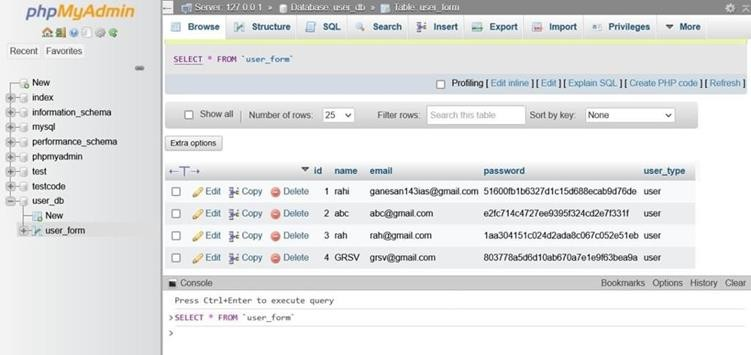 phpMyAdmin
Recent Favorites
New
index
information_schema
mysql
performance_schema
phpmyadmin
test
testcode
user_db
New
user_form
Server: 127.0.0.1 » Database: user_db » Table: user_form
Browse Structure SQL Search Insert Export Import Privileges More
SELECT * FROM `user_form`
Profiling [ Edit inline ] [ Edit ] [ Explain SQL ] [ Create PHP code ] [ Refresh ]
Show all Number of rows: 25 Filter rows: Search this table Sort by key: None
Extra options
id name email password user_type
Edit Copy Delete 1 rahi ganesan143ias@gmail.com 51600fb1b6327d1c15d688ecab9d76de user
Edit Copy Delete 2 abc abc@gmail.com e2fc714c4727ee9395f324cd2e7f331f user
Edit Copy Delete 3 rah rah@gmail.com 1aa304151c024d2ada8c067c052e51eb user
Edit Copy Delete 4 GRSV grsv@gmail.com 803778a5d6d10ab670a7e1e9f63bea9a user
Console Bookmarks Options History Clear
Press Ctrl+Enter to execute query
>SELECT * FROM `user_form`
>